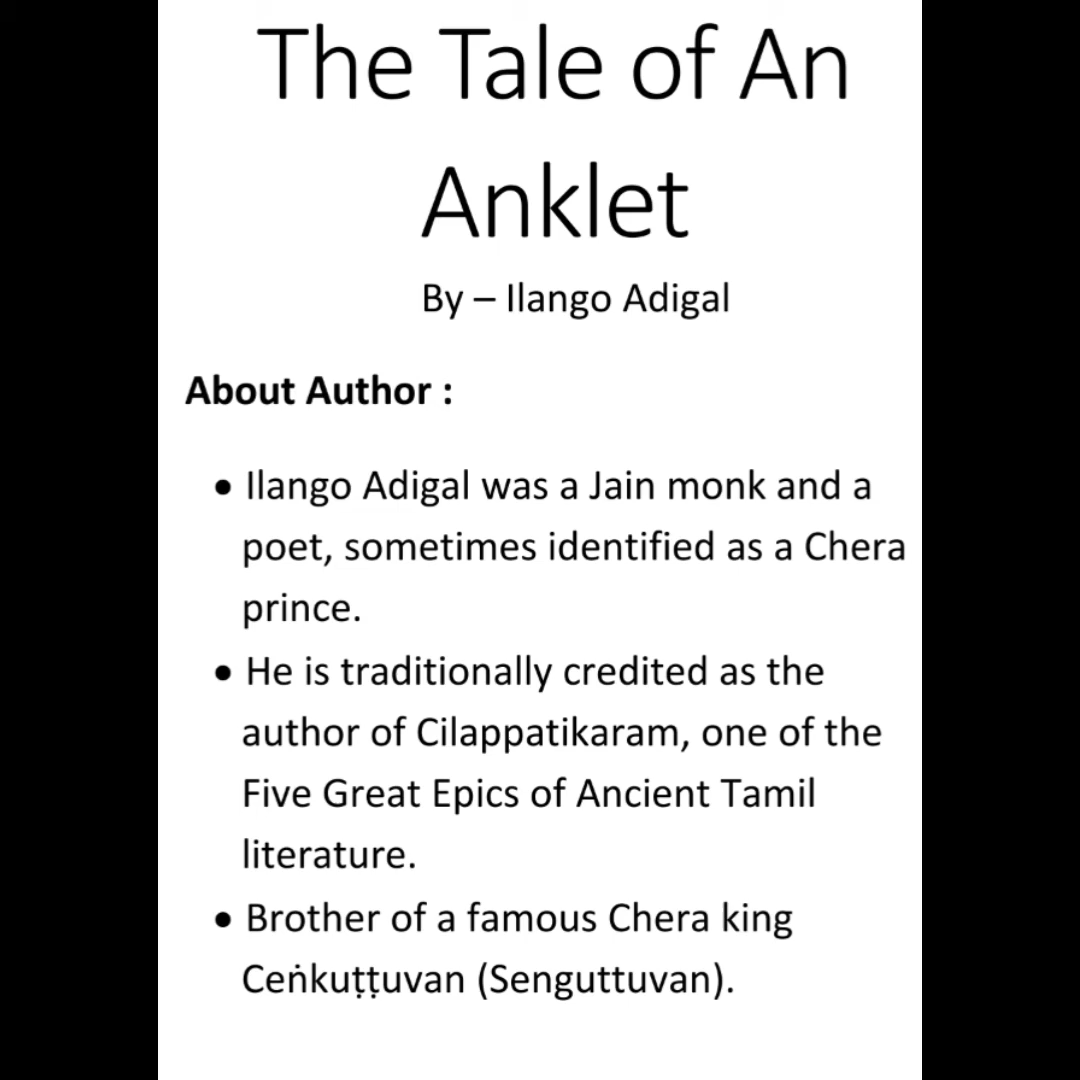 The Tale of An
Anklet
By – Ilango Adigal
About Author :
• Ilango Adigal was a Jain monk and a
poet, sometimes identified as a Chera
prince.
• He is traditionally credited as the
author of Cilappatikaram, one of the
Five Great Epics of Ancient Tamil
literature.
• Brother of a famous Chera king
Ceṅkuṭṭuvan (Senguttuvan).